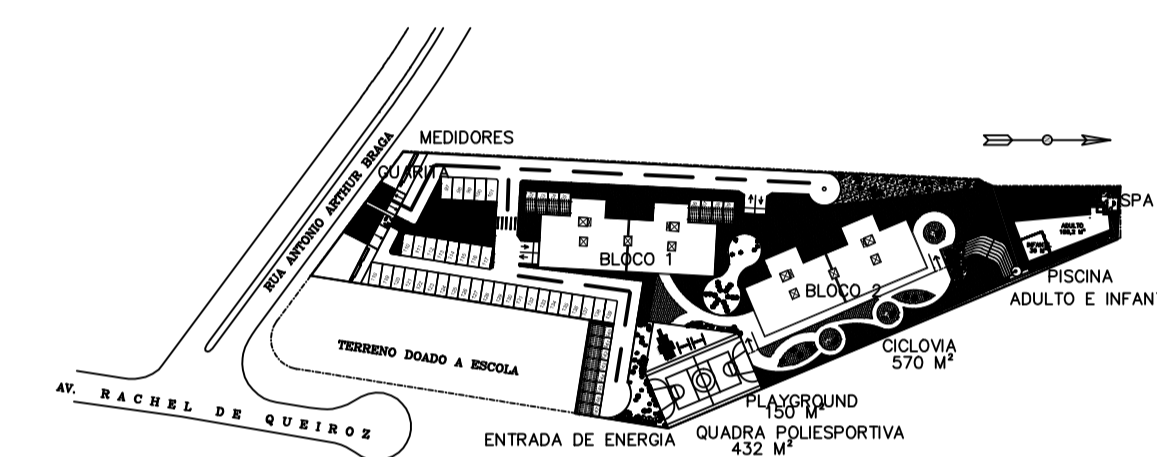 MEDIDORES
GUARITA
RUA ANTONIO ARTHUR BRAGA
SPA
ADULTO
BLOCO 1
BLOCO 2
PISCINA
ADULTO E INFAN
CICLOVIA
570 M²
TERRENO DOADO A ESCOLA
AV. RACHEL DE QUEIROZ
PLAYGROUND
150 M²
ENTRADA DE ENERGIA
QUADRA POLIESPORTIVA
432 M²